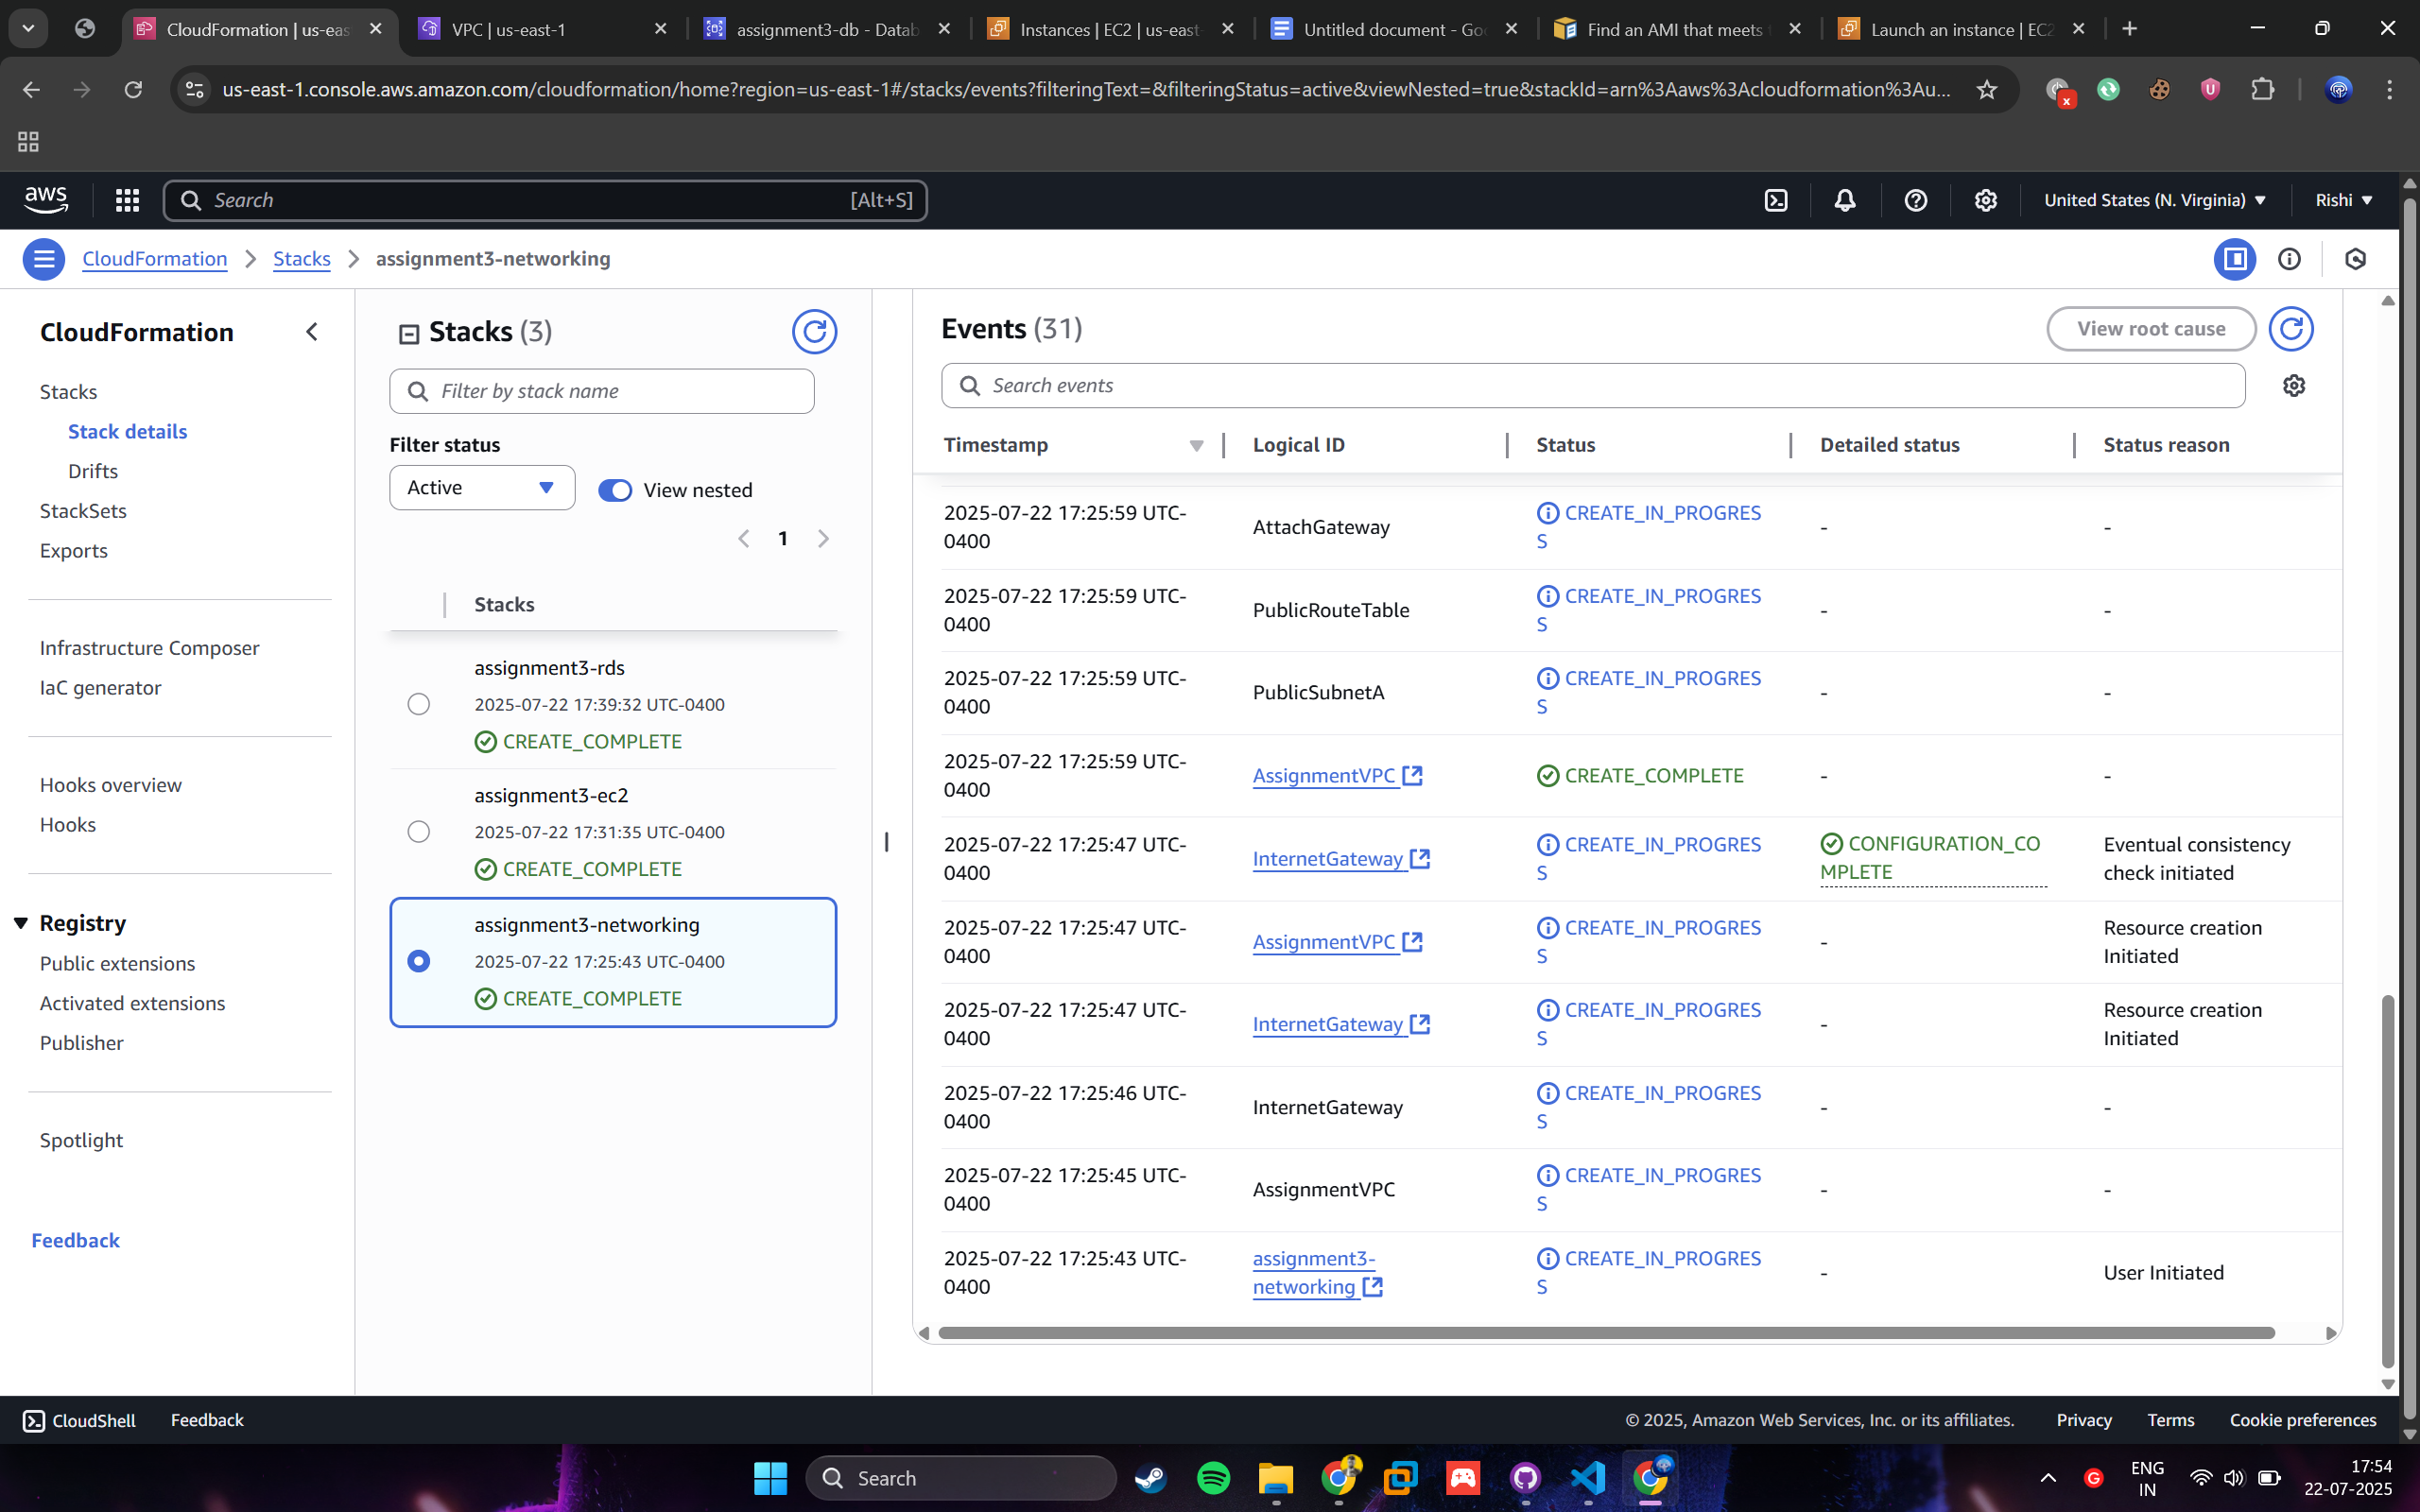 CloudFormation | us-eas
VPC | us-east-1
assignment3-db - Datab
Instances | EC2 | us-east-
Untitled document - Goo
Find an AMI that meets
Launch an instance | EC2
us-east-1.console.aws.amazon.com/cloudformation/home?region=us-east-1#/stacks/events?filteringText=&filteringStatus=active&viewNested=true&stackId=arn%3Aaws%3Acloudformation%3Au...
aws
Search
[Alt+S]
United States (N. Virginia)
Rishi
CloudFormation
Stacks
assignment3-networking
CloudFormation
Stacks
Stack details
Drifts
StackSets
Exports
Infrastructure Composer
IaC generator
Hooks overview
Hooks
Registry
Public extensions
Activated extensions
Publisher
Spotlight
Feedback
Stacks (3)
Filter by stack name
Filter status
Active
View nested
1
Stacks
assignment3-rds
2025-07-22 17:39:32 UTC-0400
CREATE_COMPLETE
assignment3-ec2
2025-07-22 17:31:35 UTC-0400
CREATE_COMPLETE
assignment3-networking
2025-07-22 17:25:43 UTC-0400
CREATE_COMPLETE
Events (31)
View root cause
Search events
Timestamp Logical ID Status Detailed status Status reason
2025-07-22 17:25:59 UTC-
0400
AttachGateway
CREATE_IN_PROGRES
S
-
-
2025-07-22 17:25:59 UTC-
0400
PublicRouteTable
CREATE_IN_PROGRES
S
-
-
2025-07-22 17:25:59 UTC-
0400
PublicSubnetA
CREATE_IN_PROGRES
S
-
-
2025-07-22 17:25:59 UTC-
0400
AssignmentVPC
CREATE_COMPLETE
-
-
2025-07-22 17:25:47 UTC-
0400
InternetGateway
CREATE_IN_PROGRES
S
CONFIGURATION_CO
MPLETE
Eventual consistency
check initiated
2025-07-22 17:25:47 UTC-
0400
AssignmentVPC
CREATE_IN_PROGRES
S
-
Resource creation
Initiated
2025-07-22 17:25:47 UTC-
0400
InternetGateway
CREATE_IN_PROGRES
S
-
Resource creation
Initiated
2025-07-22 17:25:46 UTC-
0400
InternetGateway
CREATE_IN_PROGRES
S
-
-
2025-07-22 17:25:45 UTC-
0400
AssignmentVPC
CREATE_IN_PROGRES
S
-
-
2025-07-22 17:25:43 UTC-
0400
assignment3-
networking
CREATE_IN_PROGRES
S
-
User Initiated
CloudShell
Feedback
© 2025, Amazon Web Services, Inc. or its affiliates.
Privacy
Terms
Cookie preferences
Search
ENG
IN
17:54
22-07-2025